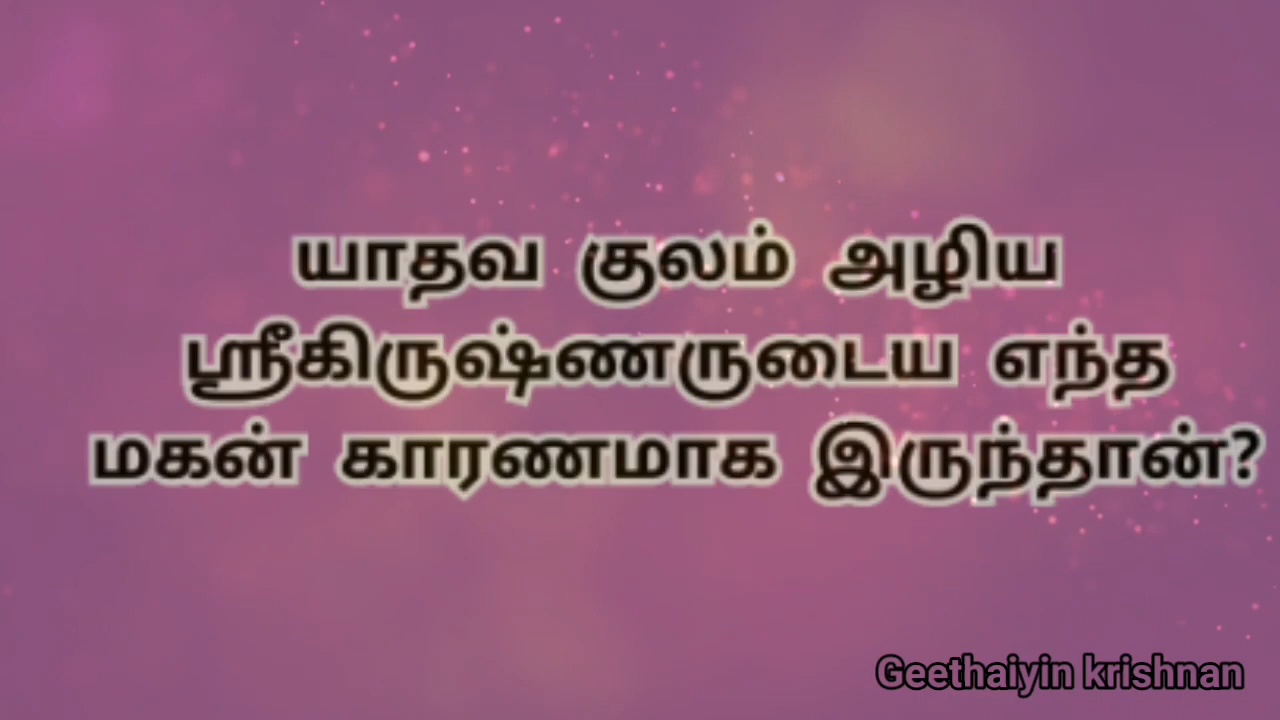 யாதவ குலம் அழிய
ஸ்ரீகிருஷ்ணருடைய எந்த
மகன் காரணமாக இருந்தான்?
Geethaiyin krishnan